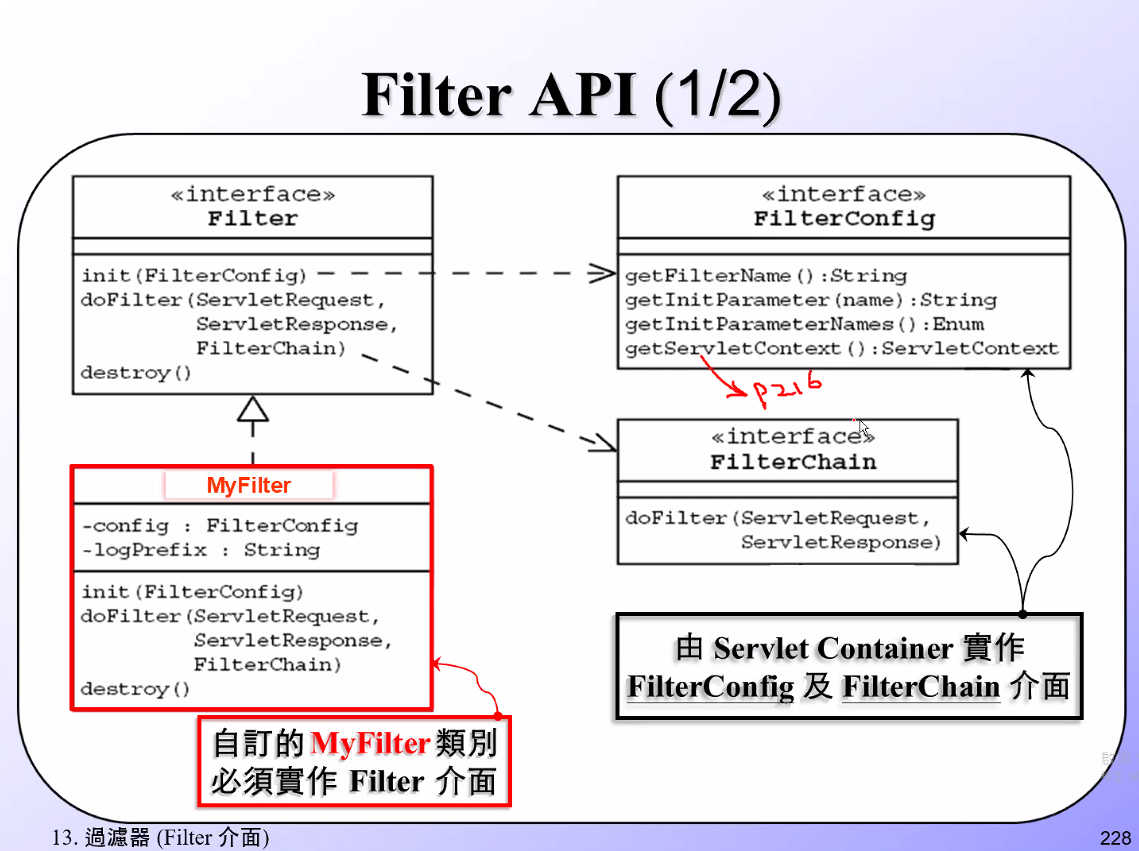 Filter API (1/2)
«interface»
Filter
init(FilterConfig)
doFilter(ServletRequest,
ServletResponse,
FilterChain)
destroy()
«interface»
FilterConfig
getFilterName():String
getInitParameter(name):String
getInitParameterNames():Enum
getServletContext():ServletContext
p216
«interface»
FilterChain
doFilter(ServletRequest,
ServletResponse)
MyFilter
-config : FilterConfig
-logPrefix : String
init(FilterConfig)
doFilter(ServletRequest,
ServletResponse,
FilterChain)
destroy()
由 Servlet Container 實作
FilterConfig 及 FilterChain 介面
自訂的 MyFilter 類別
必須實作 Filter 介面
13. 過濾器 (Filter 介面)
228